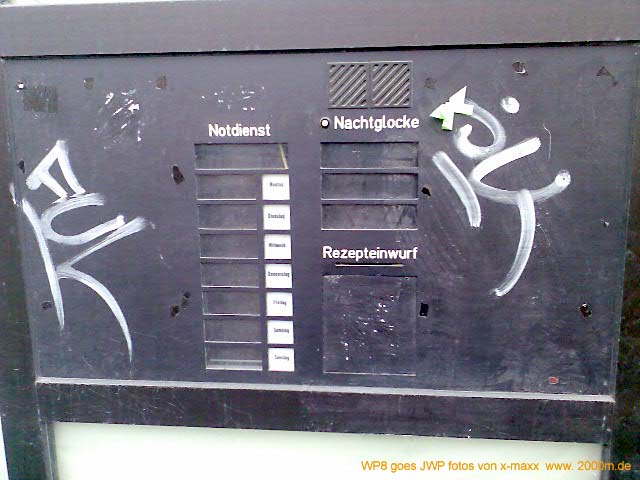 Notdienst
Nachtglocke
Montag
Dienstag
Mittwoch
Donnerstag
Freitag
Samstag
Sonntag
Rezepteinwurf
WP8 goes JWP fotos von x-maxx www. 2000m.de